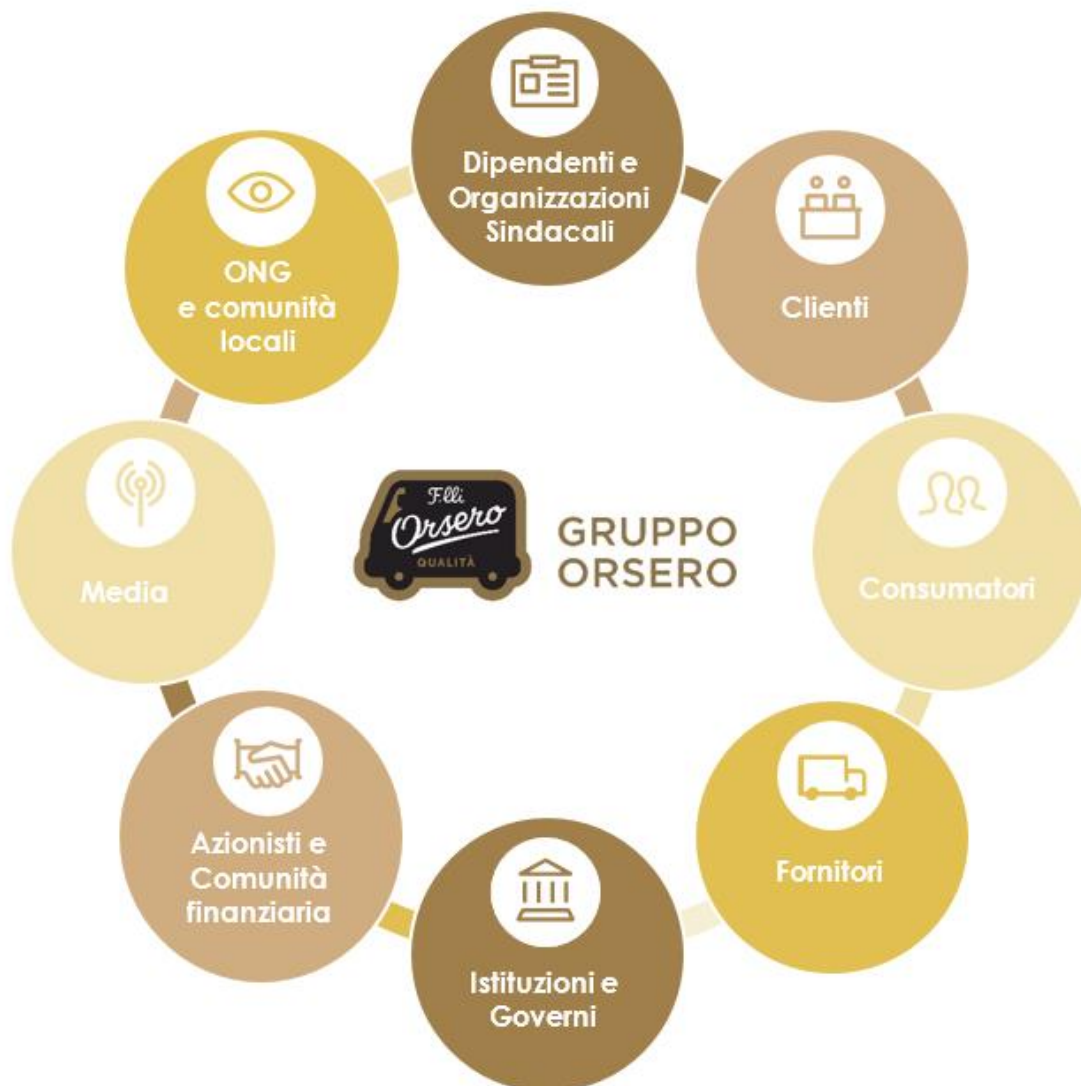 Dipendenti e
Organizzazioni
Sindacali
Clienti
Consumatori
Fornitori
Istituzioni e
Governi
Azionisti e
Comunità
finanziaria
Media
ONG
e comunità
locali
F.lli
Orsero
QUALITÀ
GRUPPO
ORSERO